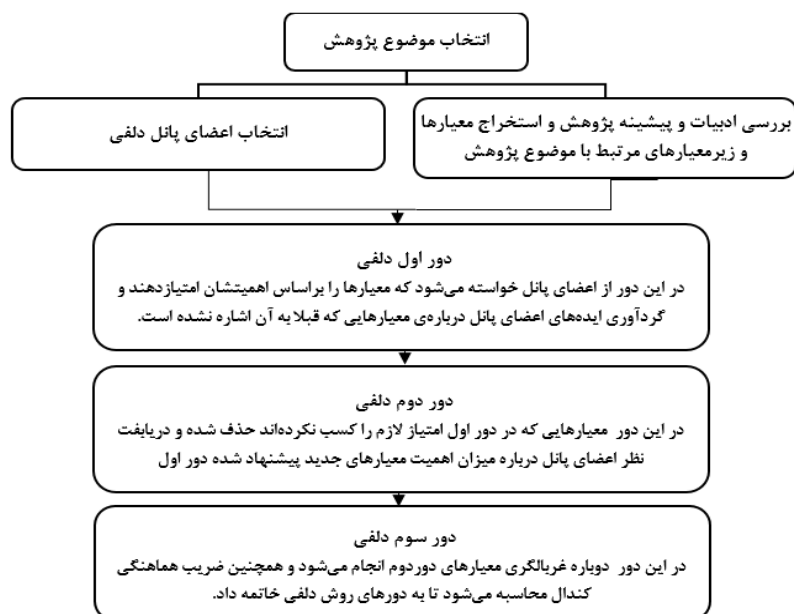 انتخاب موضوع پژوهش
بررسی ادبیات و پیشینه پژوهش و استخراج معیارها
و زیرمعیارهای مرتبط با موضوع پژوهش
انتخاب اعضای پانل دلفی
دور اول دلفی
در این دور از اعضای پانل خواسته می‌شود که معیارها را براساس اهمیتشان امتیازدهند و
گردآوری ایده‌های اعضای پانل درباره‌ی معیارهایی که قبلا به آن اشاره نشده است.
دور دوم دلفی
در این دور معیارهایی که در دور اول امتیاز لازم را کسب نکرده‌اند حذف شده و دریابفت
نظر اعضای پانل درباره میزان اهمیت معیارهای جدید پیشنهاد شده دور اول
دور سوم دلفی
در این دور دوباره غربالگری معیارهای دوردوم انجام می‌شود و همچنین ضریب هماهنگی
کندال محاسبه می‌شود تا به دورهای روش دلفی خاتمه داد.